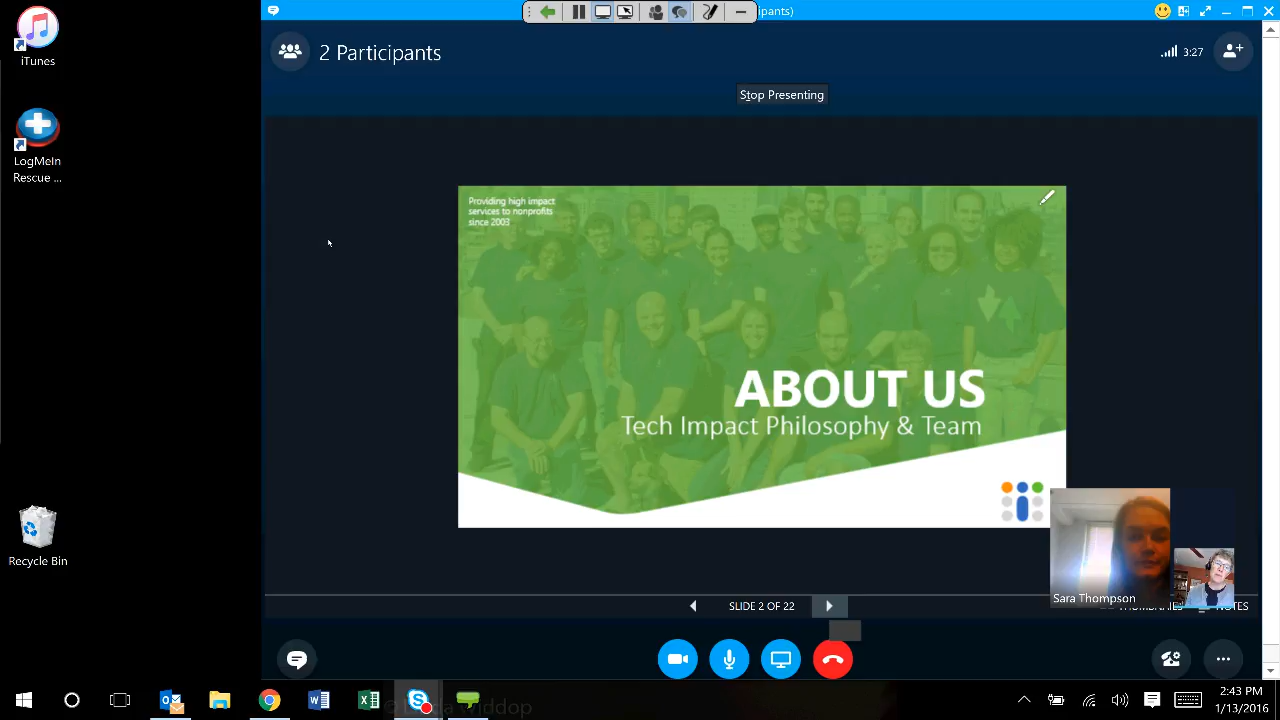 iTunes
LogMeIn
Rescue ...
Recycle Bin
ipants)
2 Participants
3:27
Stop Presenting
Providing high impact
services to nonprofits
since 2003
ABOUT US
Tech Impact Philosophy & Team
Sara Thompson
SLIDE 2 OF 22
THUMBNAILS
NOTES
2:43 PM
1/13/2016